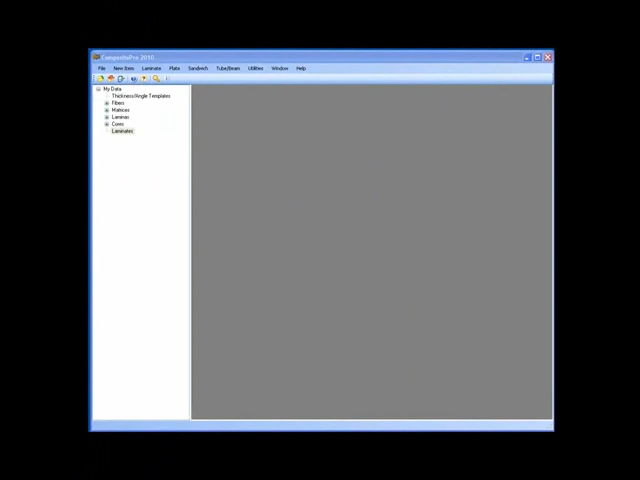 CompositePro 2010
File New Item Laminate Plate Sandwich Tube/Beam Utilities Window Help
My Data
Thickness/Angle Templates
Fibers
Matrices
Laminas
Cores
Laminates